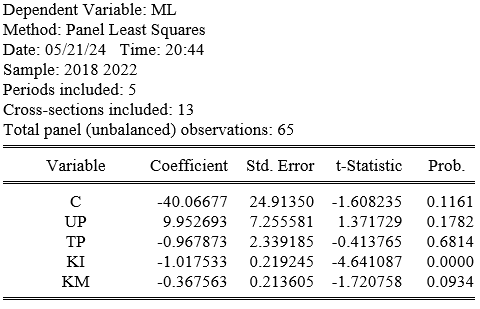 Dependent Variable: ML
Method: Panel Least Squares
Date: 05/21/24 Time: 20:44
Sample: 2018 2022
Periods included: 5
Cross-sections included: 13
Total panel (unbalanced) observations: 65
Variable Coefficient Std. Error t-Statistic Prob.
C -40.06677 24.91350 -1.608235 0.1161
UP 9.952693 7.255581 1.371729 0.1782
TP -0.967873 2.339185 -0.413765 0.6814
KI -1.017533 0.219245 -4.641087 0.0000
KM -0.367563 0.213605 -1.720758 0.0934